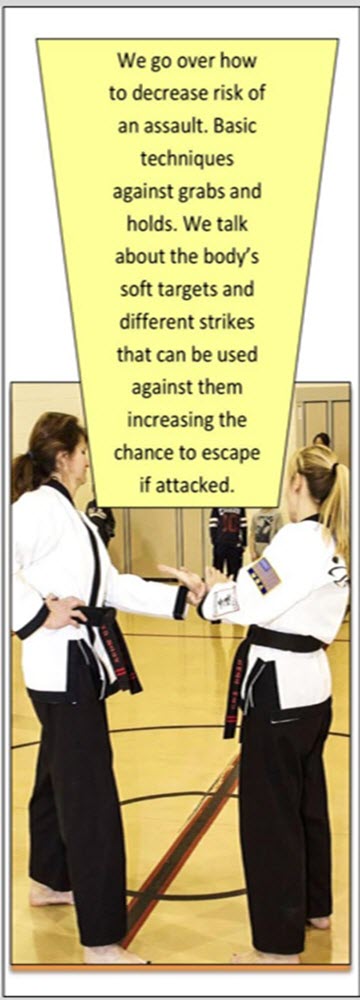 We go over how
to decrease risk of
an assault. Basic
techniques
against grabs and
holds. We talk
about the body's
soft targets and
different strikes
that can be used
against them
increasing the
chance to escape
if attacked.